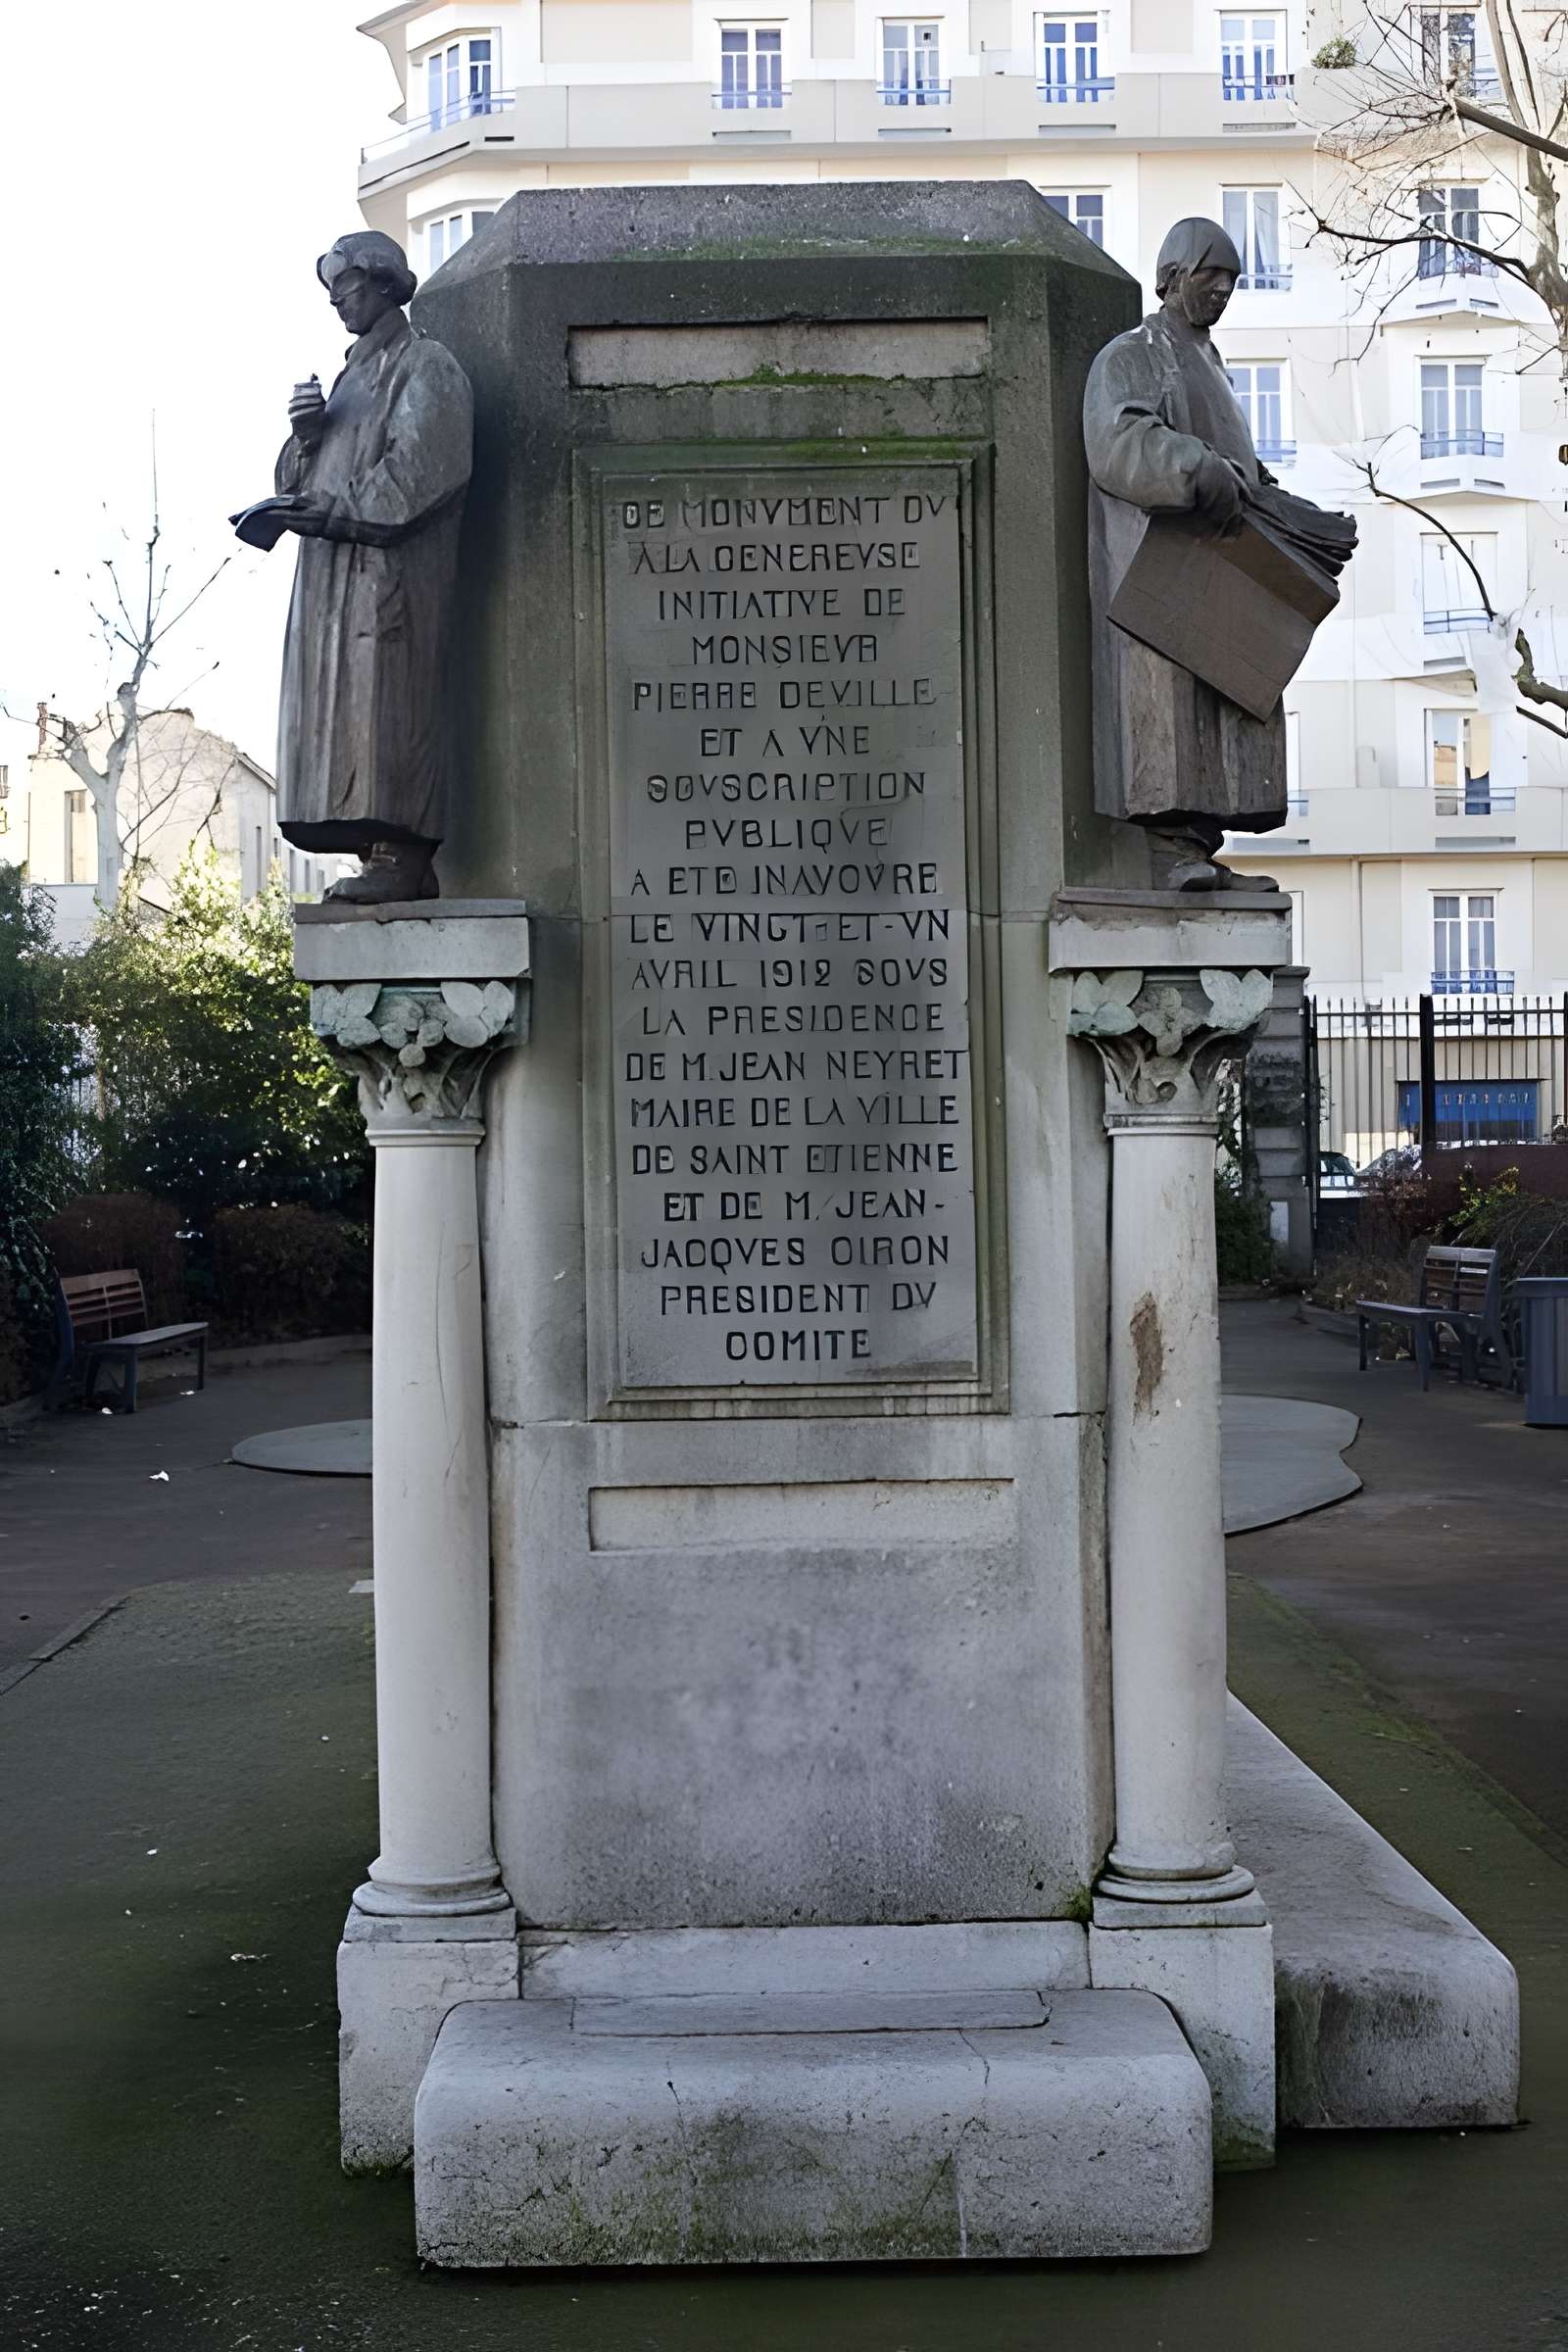 CE MONVMENT DV
A LA GENEREVSE
INITIATIVE DE
MONSIEVR
PIERRE DEVILLE
ET A VNE
SOVSCRIPTION
PVBLIQVE
A ETE INAVGVRE
LE VINGT-ET-VN
AVRIL 1912 SOVS
LA PRESIDENCE
DE M. JEAN NEYRET
MAIRE DE LA VILLE
DE SAINT ETIENNE
ET DE M. JEAN-
JACQVES GIRON
PRESIDENT DV
COMITE